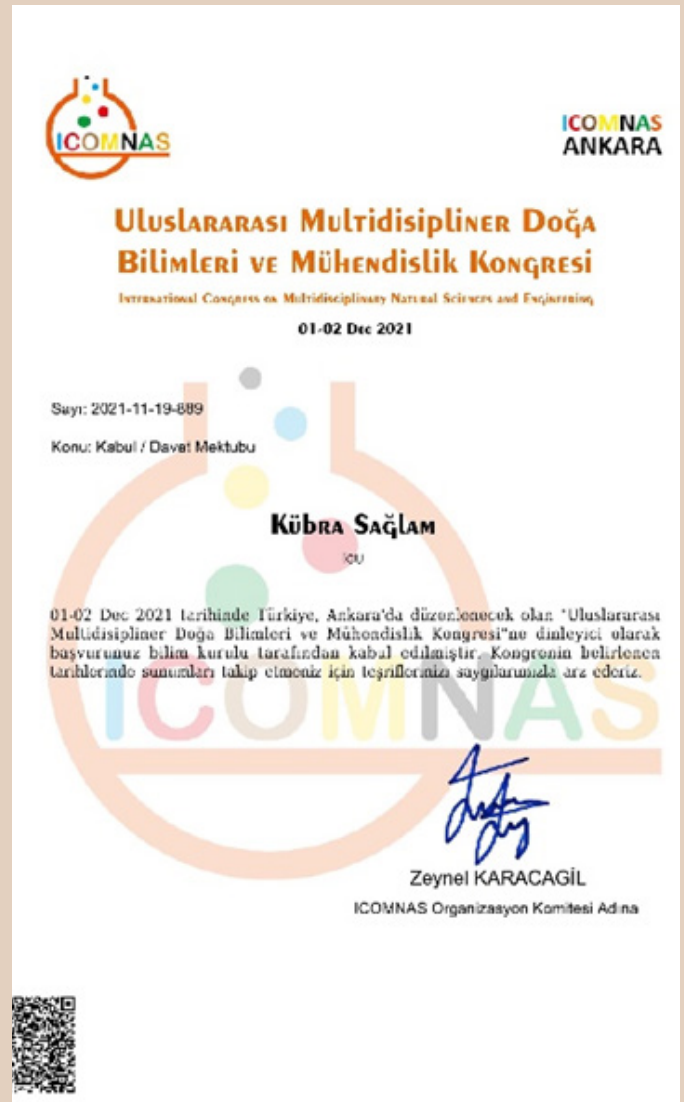 ICOMNAS
ICOMNAS
ANKARA
Uluslararası Multidisipliner Doğa
Bilimleri ve Mühendislik Kongresi
International Congress on Multidisciplinary Natural Sciences and Engineering
01-02 Dec 2021
Sayı: 2021-11-19-889
Konu: Kabul / Davet Mektubu
Kübra Sağlam
01-02 Dec 2021 tarihinde Türkiye, Ankara'da düzenlenecek olan "Uluslararası
Multidisipliner Doğa Bilimleri ve Mühendislik Kongresi"ne dinleyici olarak
başvurunuz bilim kurulu tarafından kabul edilmiştir. Kongrenin belirlenen
tarihlerinde sunumları takip etmeniz için teşriflerinizi saygılarımızla arz ederiz.
ICOMNAS
Zeynel KARACAGİL
ICOMNAS Organizasyon Komitesi Adına